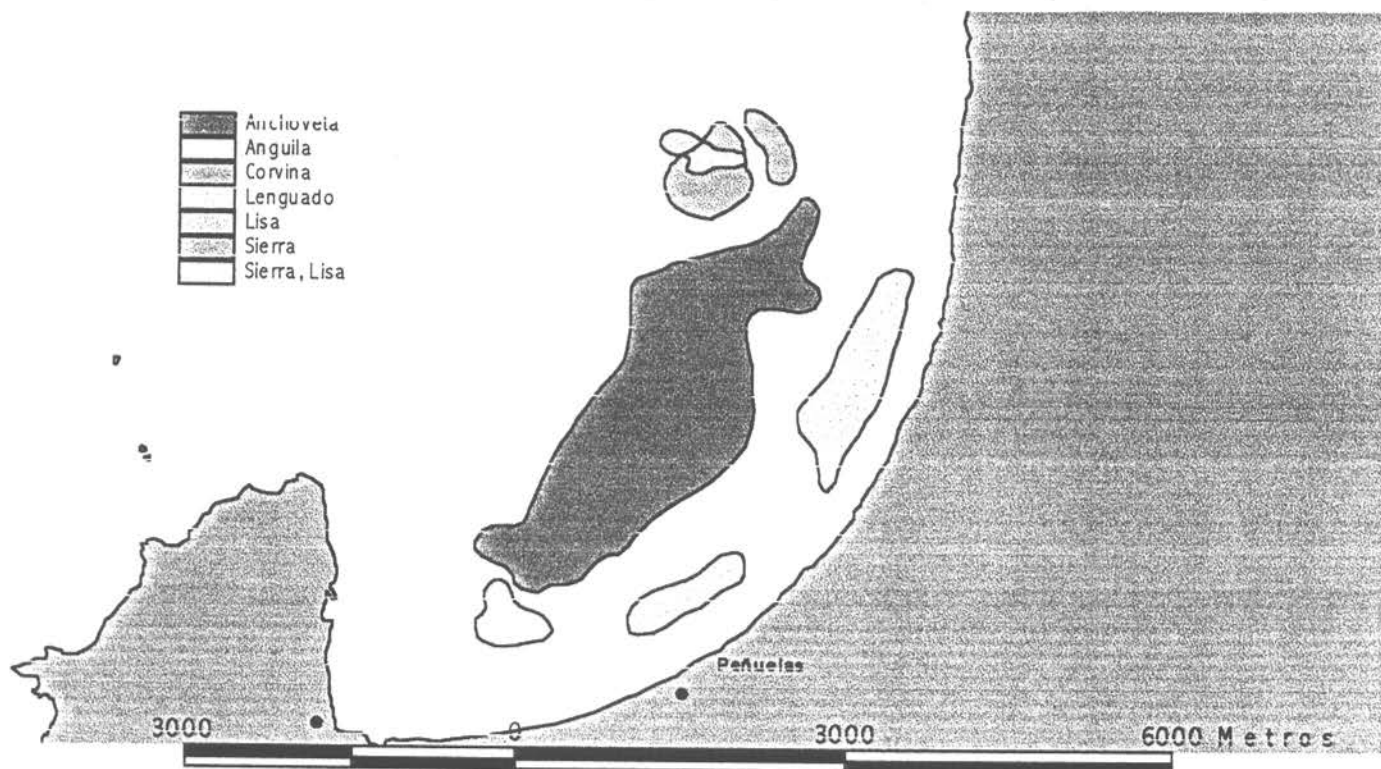 Anchoveta
Anguila
Corvina
Lenguado
Lisa
Sierra
Sierra, Lisa
Peñuelas
3000 0 3000 6000 Metros